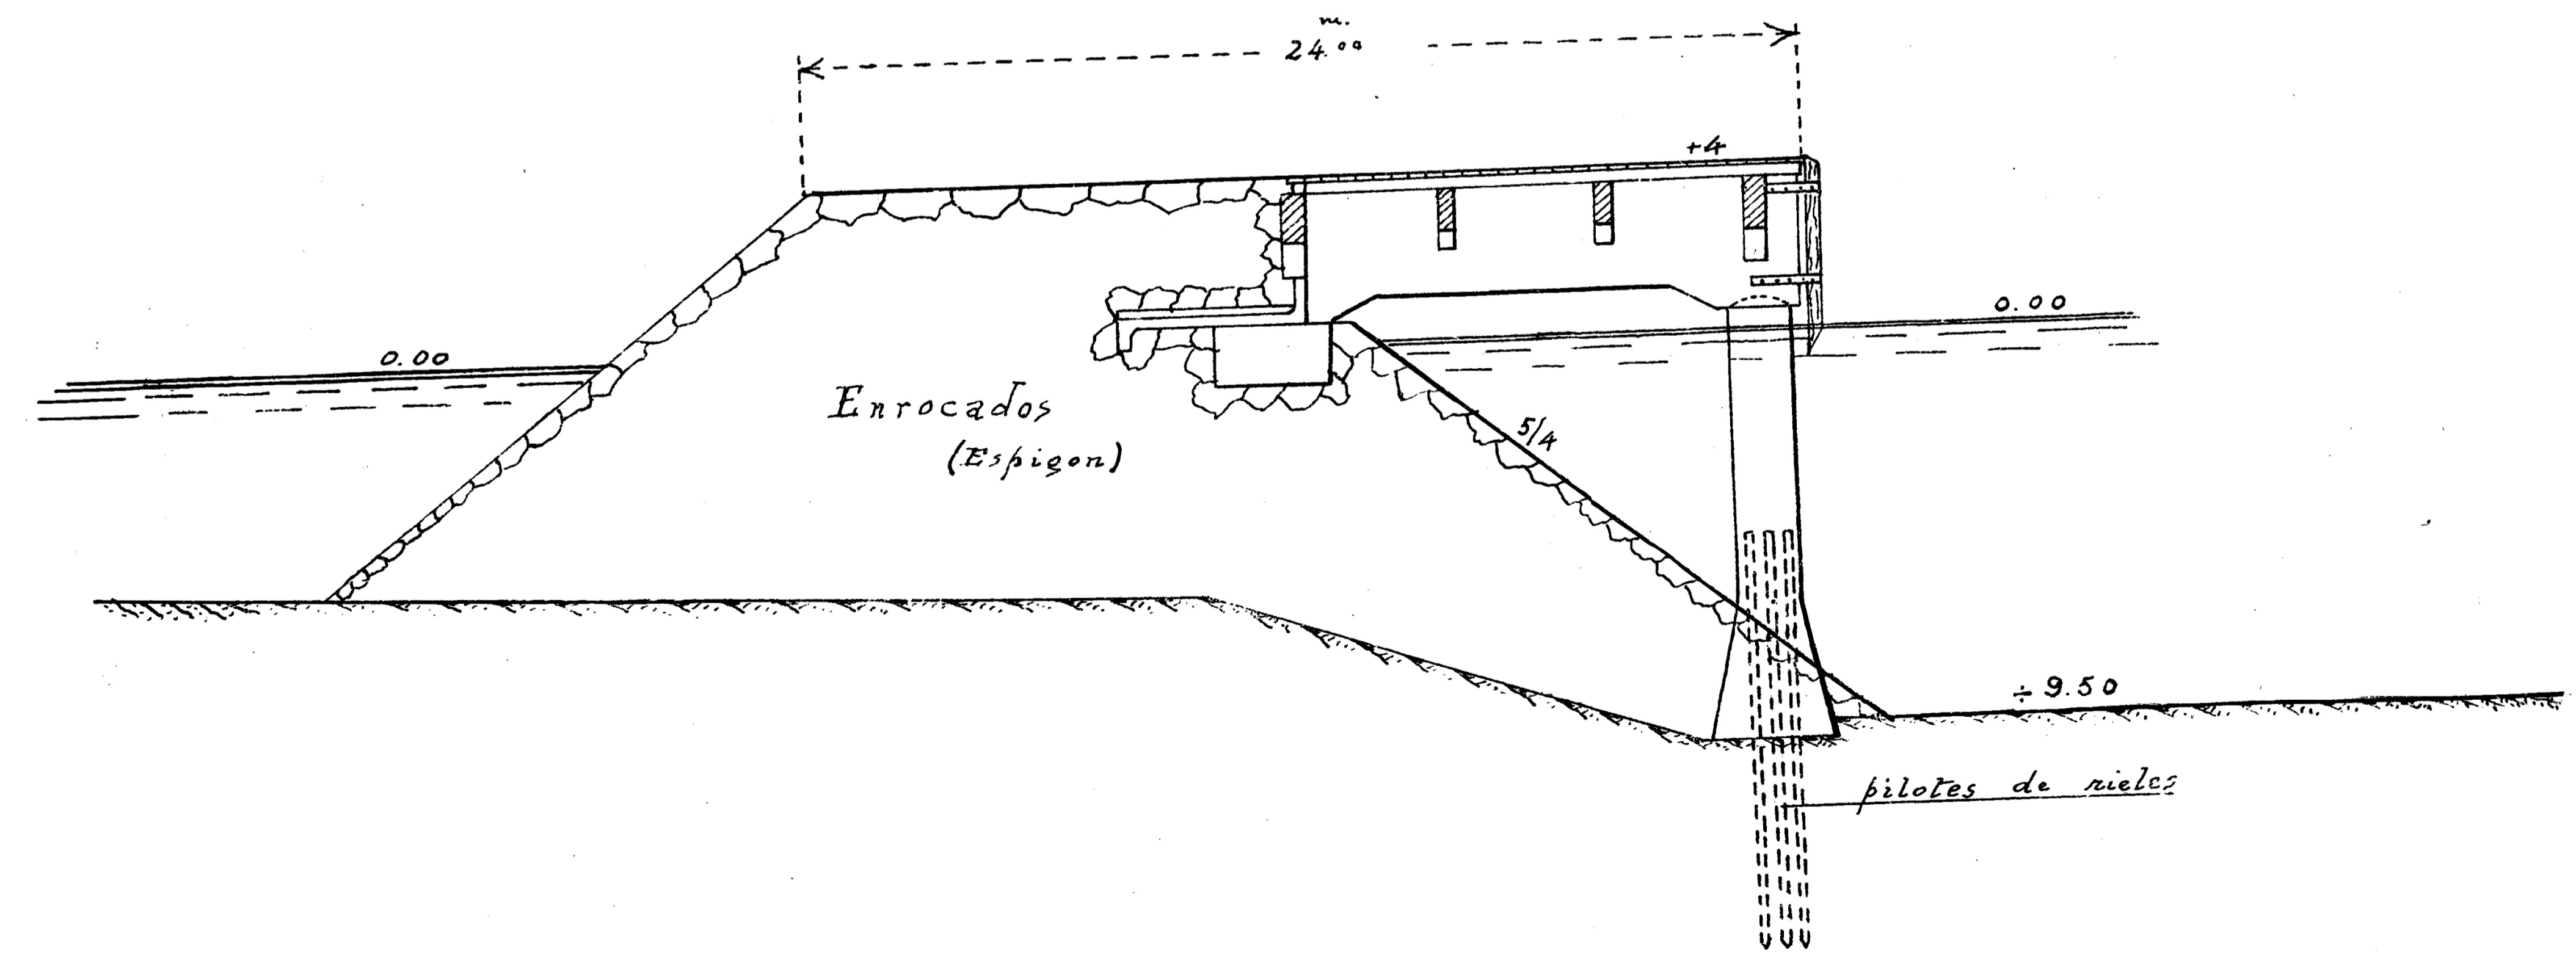 m.
24.00
+4
0.00
0.00
Enrocados
(Espigon)
5/4
÷ 9.50
pilotes de rieles